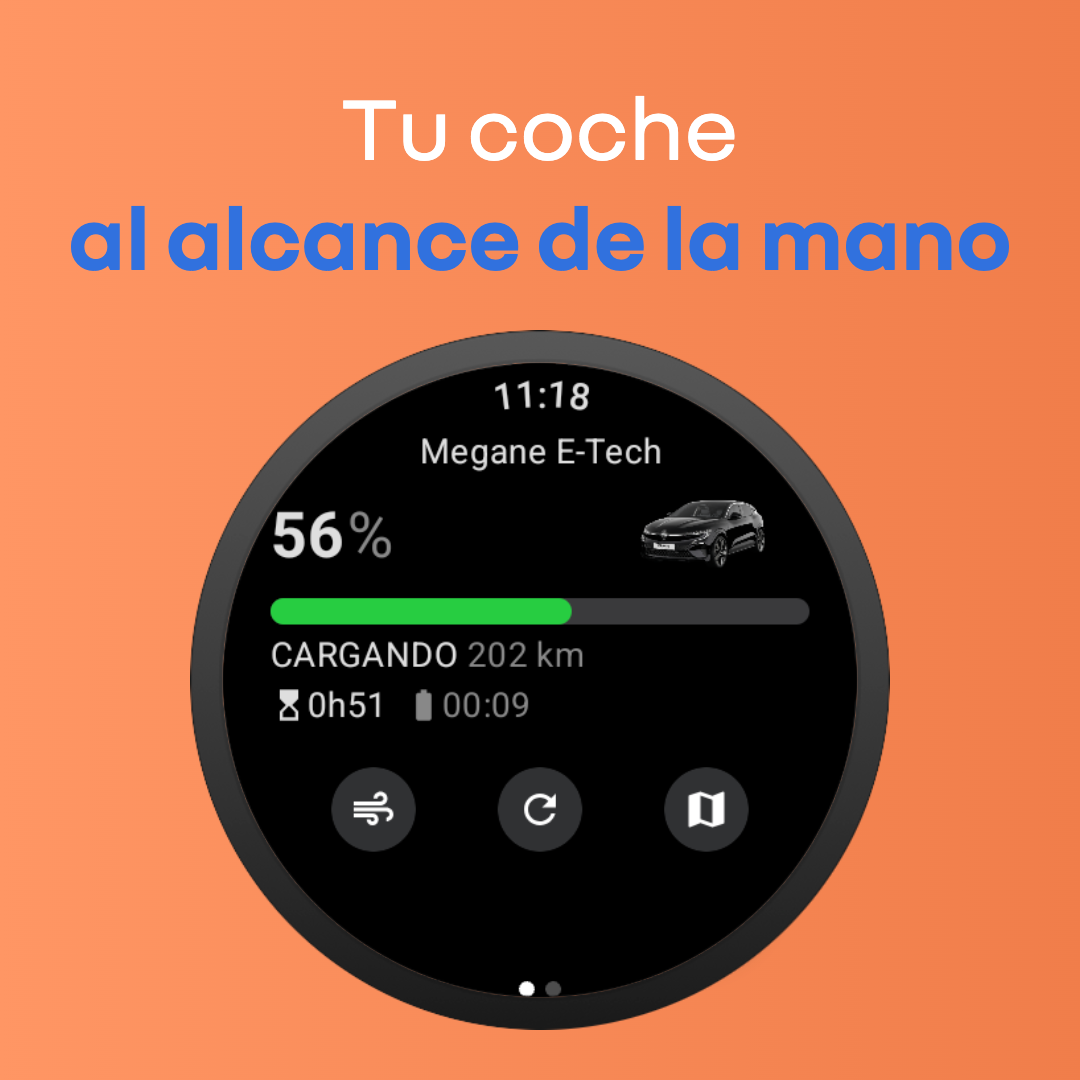 Tu coche
al alcance de la mano
11:18
Megane E-Tech
56%
CARGANDO 202 km
0h51 00:09